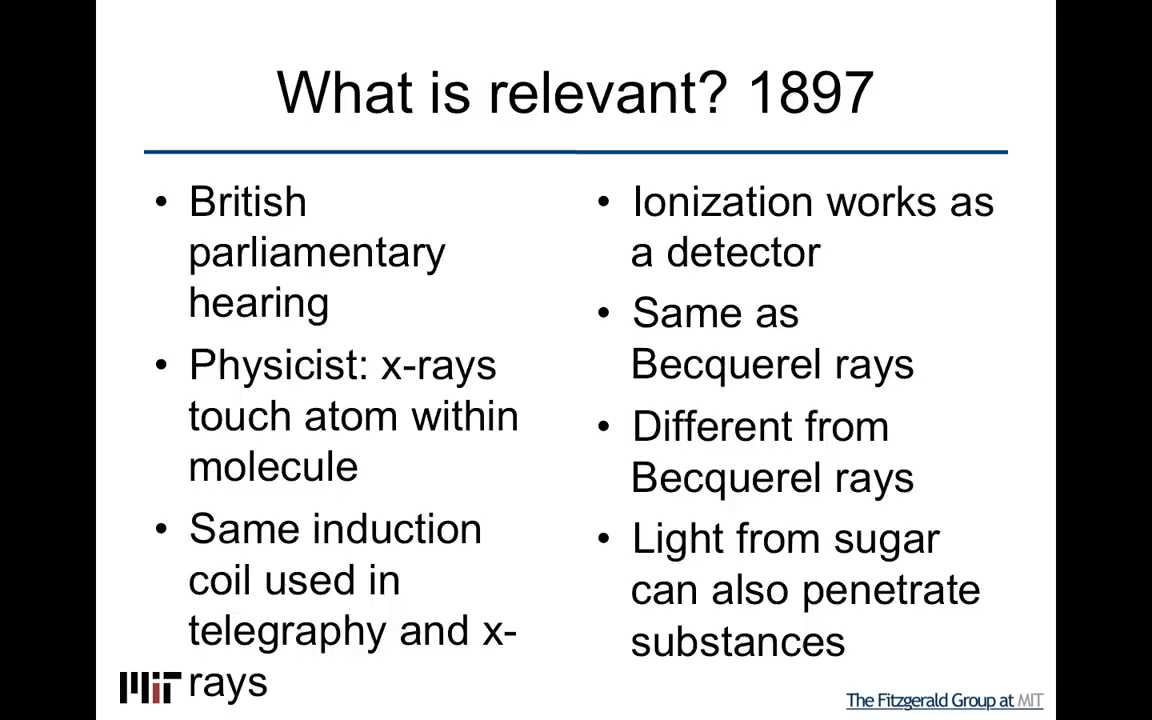 What is relevant? 1897
• British
parliamentary
hearing
• Physicist: x-rays
touch atom within
molecule
• Same induction
coil used in
telegraphy and x-
rays
• Ionization works as
a detector
• Same as
Becquerel rays
• Different from
Becquerel rays
• Light from sugar
can also penetrate
substances
MIT
The Fitzgerald Group at MIT